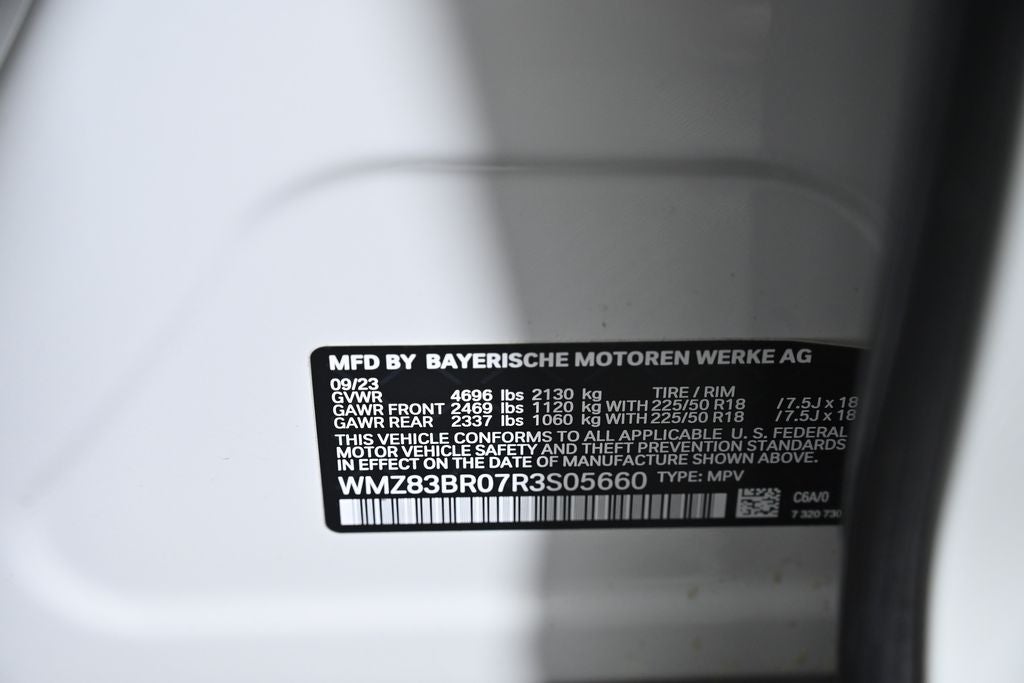 MFD BY BAYERISCHE MOTOREN WERKE AG
09/23
GVWR 4696 lbs 2130 kg TIRE / RIM
GAWR FRONT 2469 lbs 1120 kg WITH 225/50 R18 /7.5J x 18
GAWR REAR 2337 lbs 1060 kg WITH 225/50 R18 /7.5J x 18
THIS VEHICLE CONFORMS TO ALL APPLICABLE U. S. FEDERAL
MOTOR VEHICLE SAFETY AND THEFT PREVENTION STANDARDS
IN EFFECT ON THE DATE OF MANUFACTURE SHOWN ABOVE.
WMZ83BR07R3S05660 TYPE: MPV
C6A/0
7 320 730